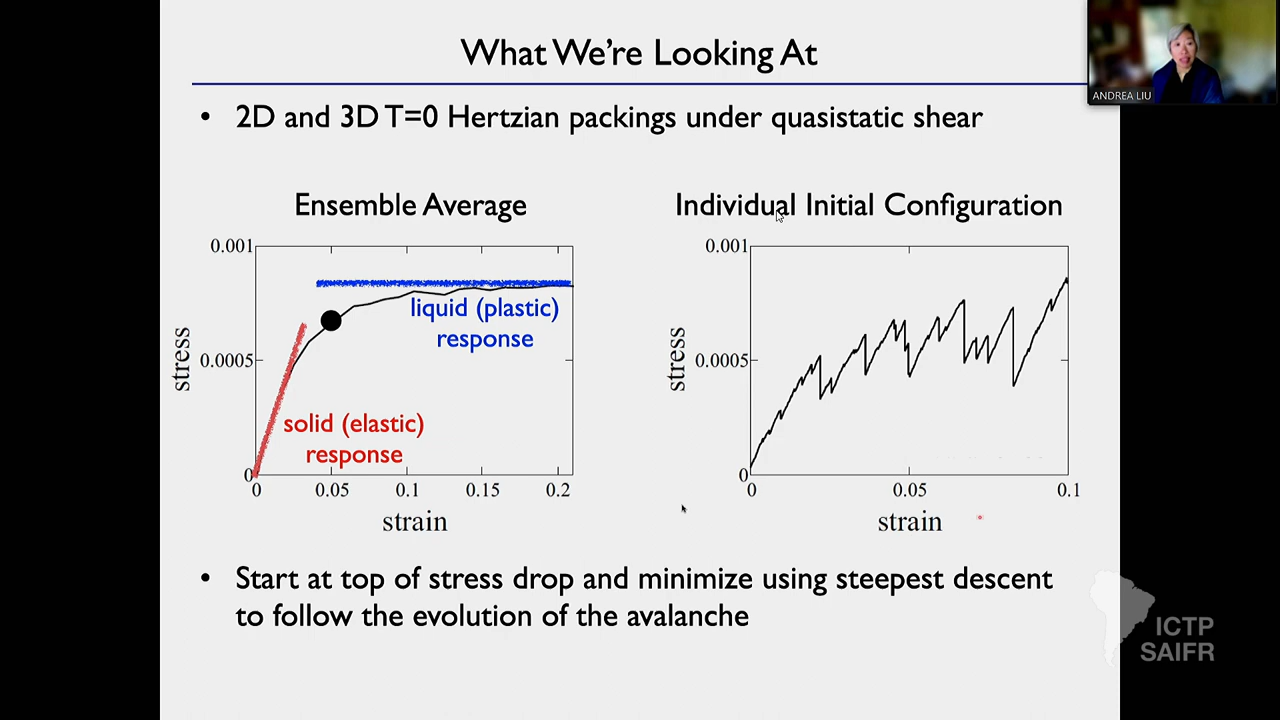 What We're Looking At
ANDREA LIU
• 2D and 3D T=0 Hertzian packings under quasistatic shear
Ensemble Average
Individual Initial Configuration
0.001
0.0005
0
0
0.05
0.1
0.15
0.2
stress
strain
liquid (plastic)
response
solid (elastic)
response
0.001
0.0005
0
0
0.05
0.1
stress
strain
• Start at top of stress drop and minimize using steepest descent
to follow the evolution of the avalanche
ICTP
SAIFR